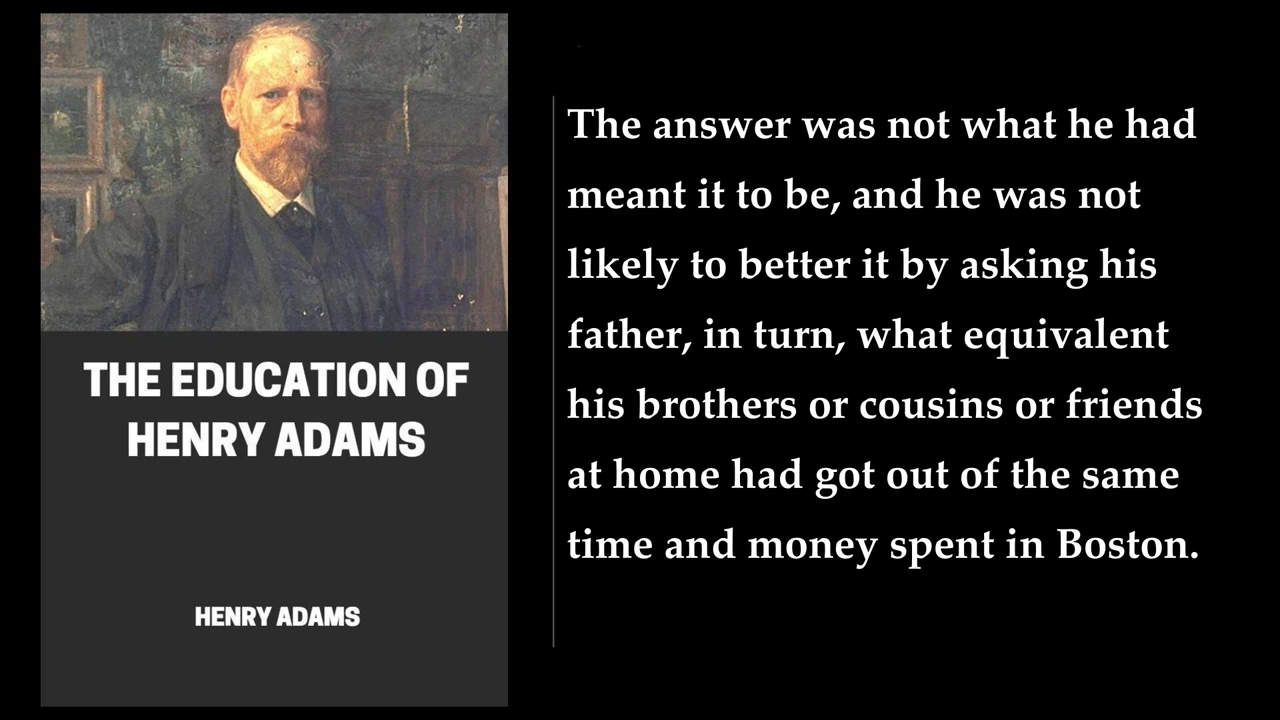 THE EDUCATION OF
HENRY ADAMS
HENRY ADAMS
The answer was not what he had
meant it to be, and he was not
likely to better it by asking his
father, in turn, what equivalent
his brothers or cousins or friends
at home had got out of the same
time and money spent in Boston.